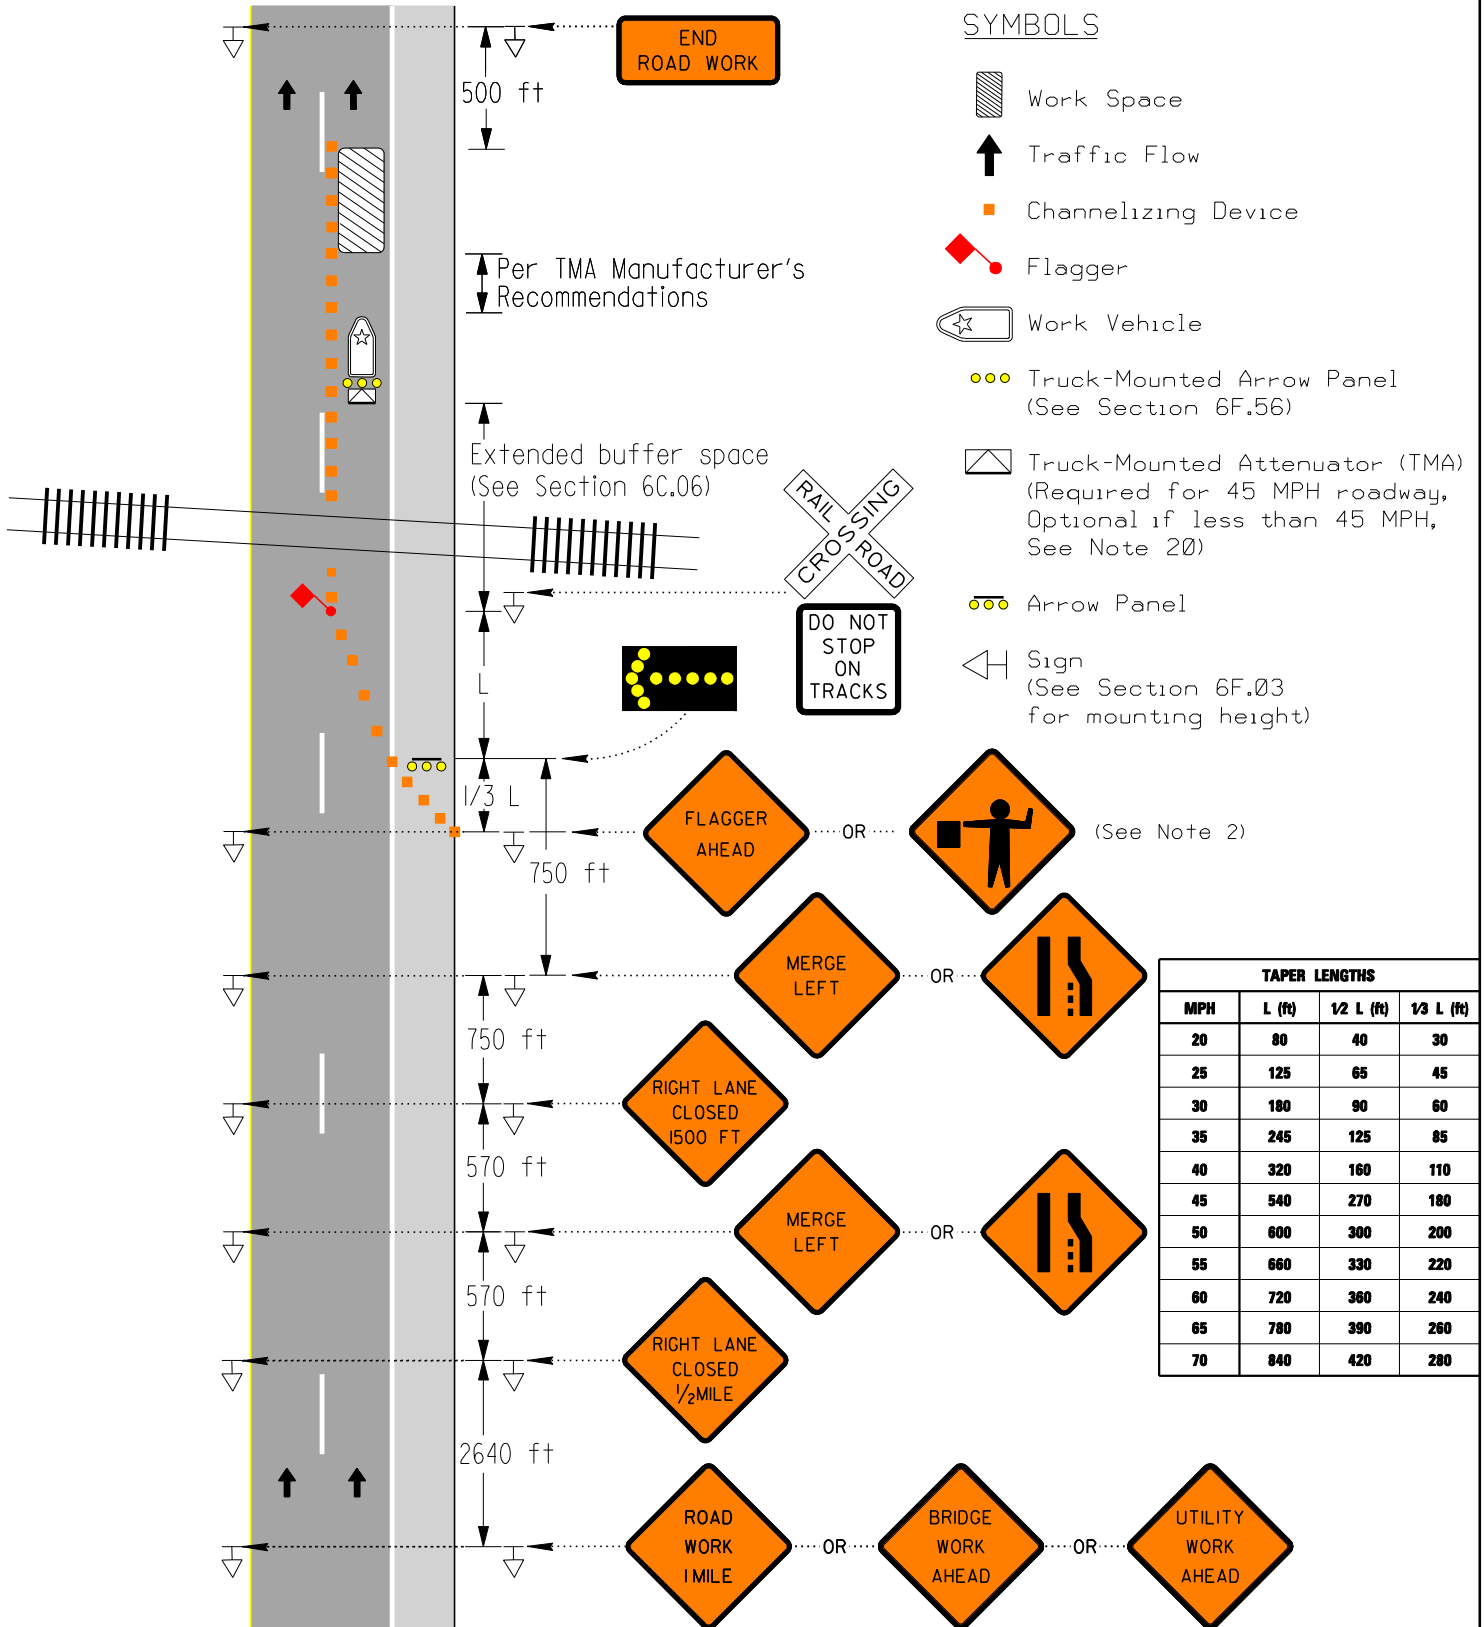 END
ROAD WORK
500 ft
Per TMA Manufacturer's
Recommendations
Extended buffer space
(See Section 6C.06)
RAIL ROAD
CROSSING
DO NOT
STOP
ON
TRACKS
L
1/3 L
FLAGGER
AHEAD
OR
(See Note 2)
750 ft
MERGE
LEFT
OR
750 ft
RIGHT LANE
CLOSED
1500 FT
570 ft
MERGE
LEFT
OR
570 ft
RIGHT LANE
CLOSED
1/2 MILE
2640 ft
ROAD
WORK
1 MILE
OR
BRIDGE
WORK
AHEAD
OR
UTILITY
WORK
AHEAD
SYMBOLS
Work Space
Traffic Flow
Channelizing Device
Flagger
Work Vehicle
Truck-Mounted Arrow Panel
(See Section 6F.56)
Truck-Mounted Attenuator (TMA)
(Required for 45 MPH roadway,
Optional if less than 45 MPH,
See Note 20)
Arrow Panel
Sign
(See Section 6F.03
for mounting height)
TAPER LENGTHS
MPH L (ft) 1/2 L (ft) 1/3 L (ft)
20 80 40 30
25 125 65 45
30 180 90 60
35 245 125 85
40 320 160 110
45 540 270 180
50 600 300 200
55 660 330 220
60 720 360 240
65 780 390 260
70 840 420 280